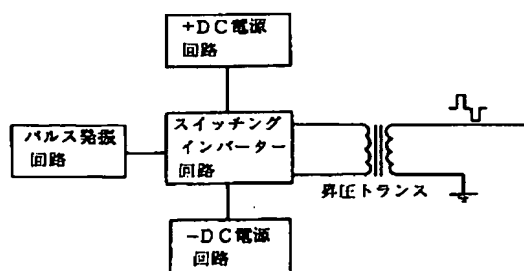 +DC電源
回路
パルス発振
回路
スイッチング
インバーター
回路
昇圧トランス
−DC電源
回路